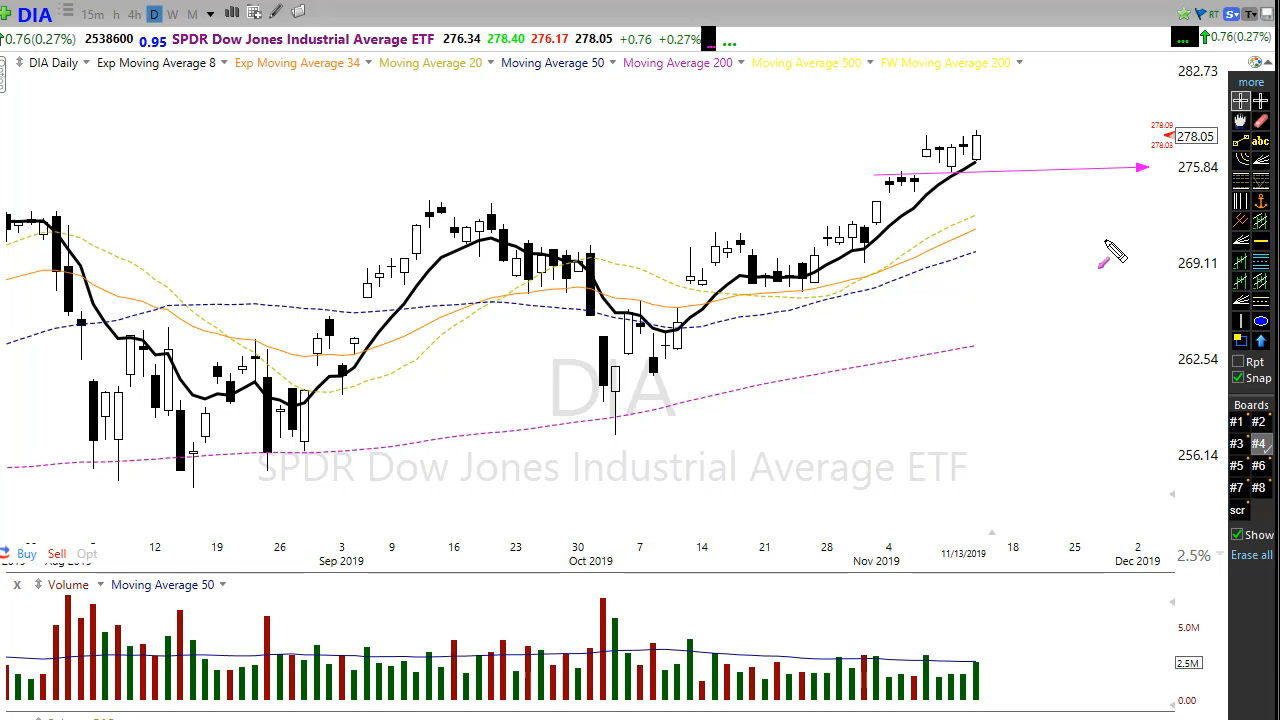 DIA 15m h 4h D W M RT S T
0.76(0.27%) 2538600 0.95 SPDR Dow Jones Industrial Average ETF 276.34 278.40 276.17 278.05 +0.76 +0.27% ... ... ... 0.76(0.27%)
DIA Daily Exp Moving Average 8 Exp Moving Average 34 Moving Average 20 Moving Average 50 Moving Average 200 Moving Average 500 FW Moving Average 200
282.73
278.09
278.05
278.03
275.84
269.11
262.54
256.14
DIA
SPDR Dow Jones Industrial Average ETF
12 19 26 3 9 16 23 30 7 14 21 28 4 11/13/2019 18 25 2
Sep 2019 Oct 2019 Nov 2019 Dec 2019
Buy Sell Opt 2.5%
X Volume Moving Average 50
5.0M
2.5M
0.00
more
abc
Rpt
Snap
Boards
#1 #2
#3 #4
#5 #6
#7 #8
scr
Show
Erase all